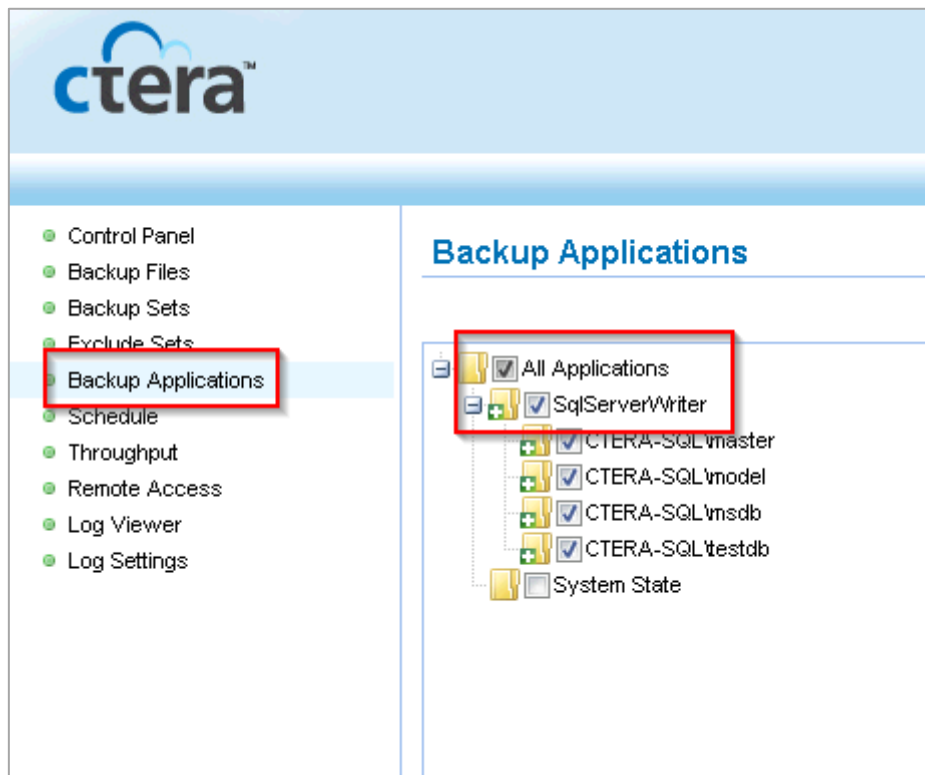 ctera™
Control Panel
Backup Files
Backup Sets
Exclude Sets
Backup Applications
Schedule
Throughput
Remote Access
Log Viewer
Log Settings
Backup Applications
All Applications
SqlServerWriter
CTERA-SQL\master
CTERA-SQL\model
CTERA-SQL\msdb
CTERA-SQL\testdb
System State